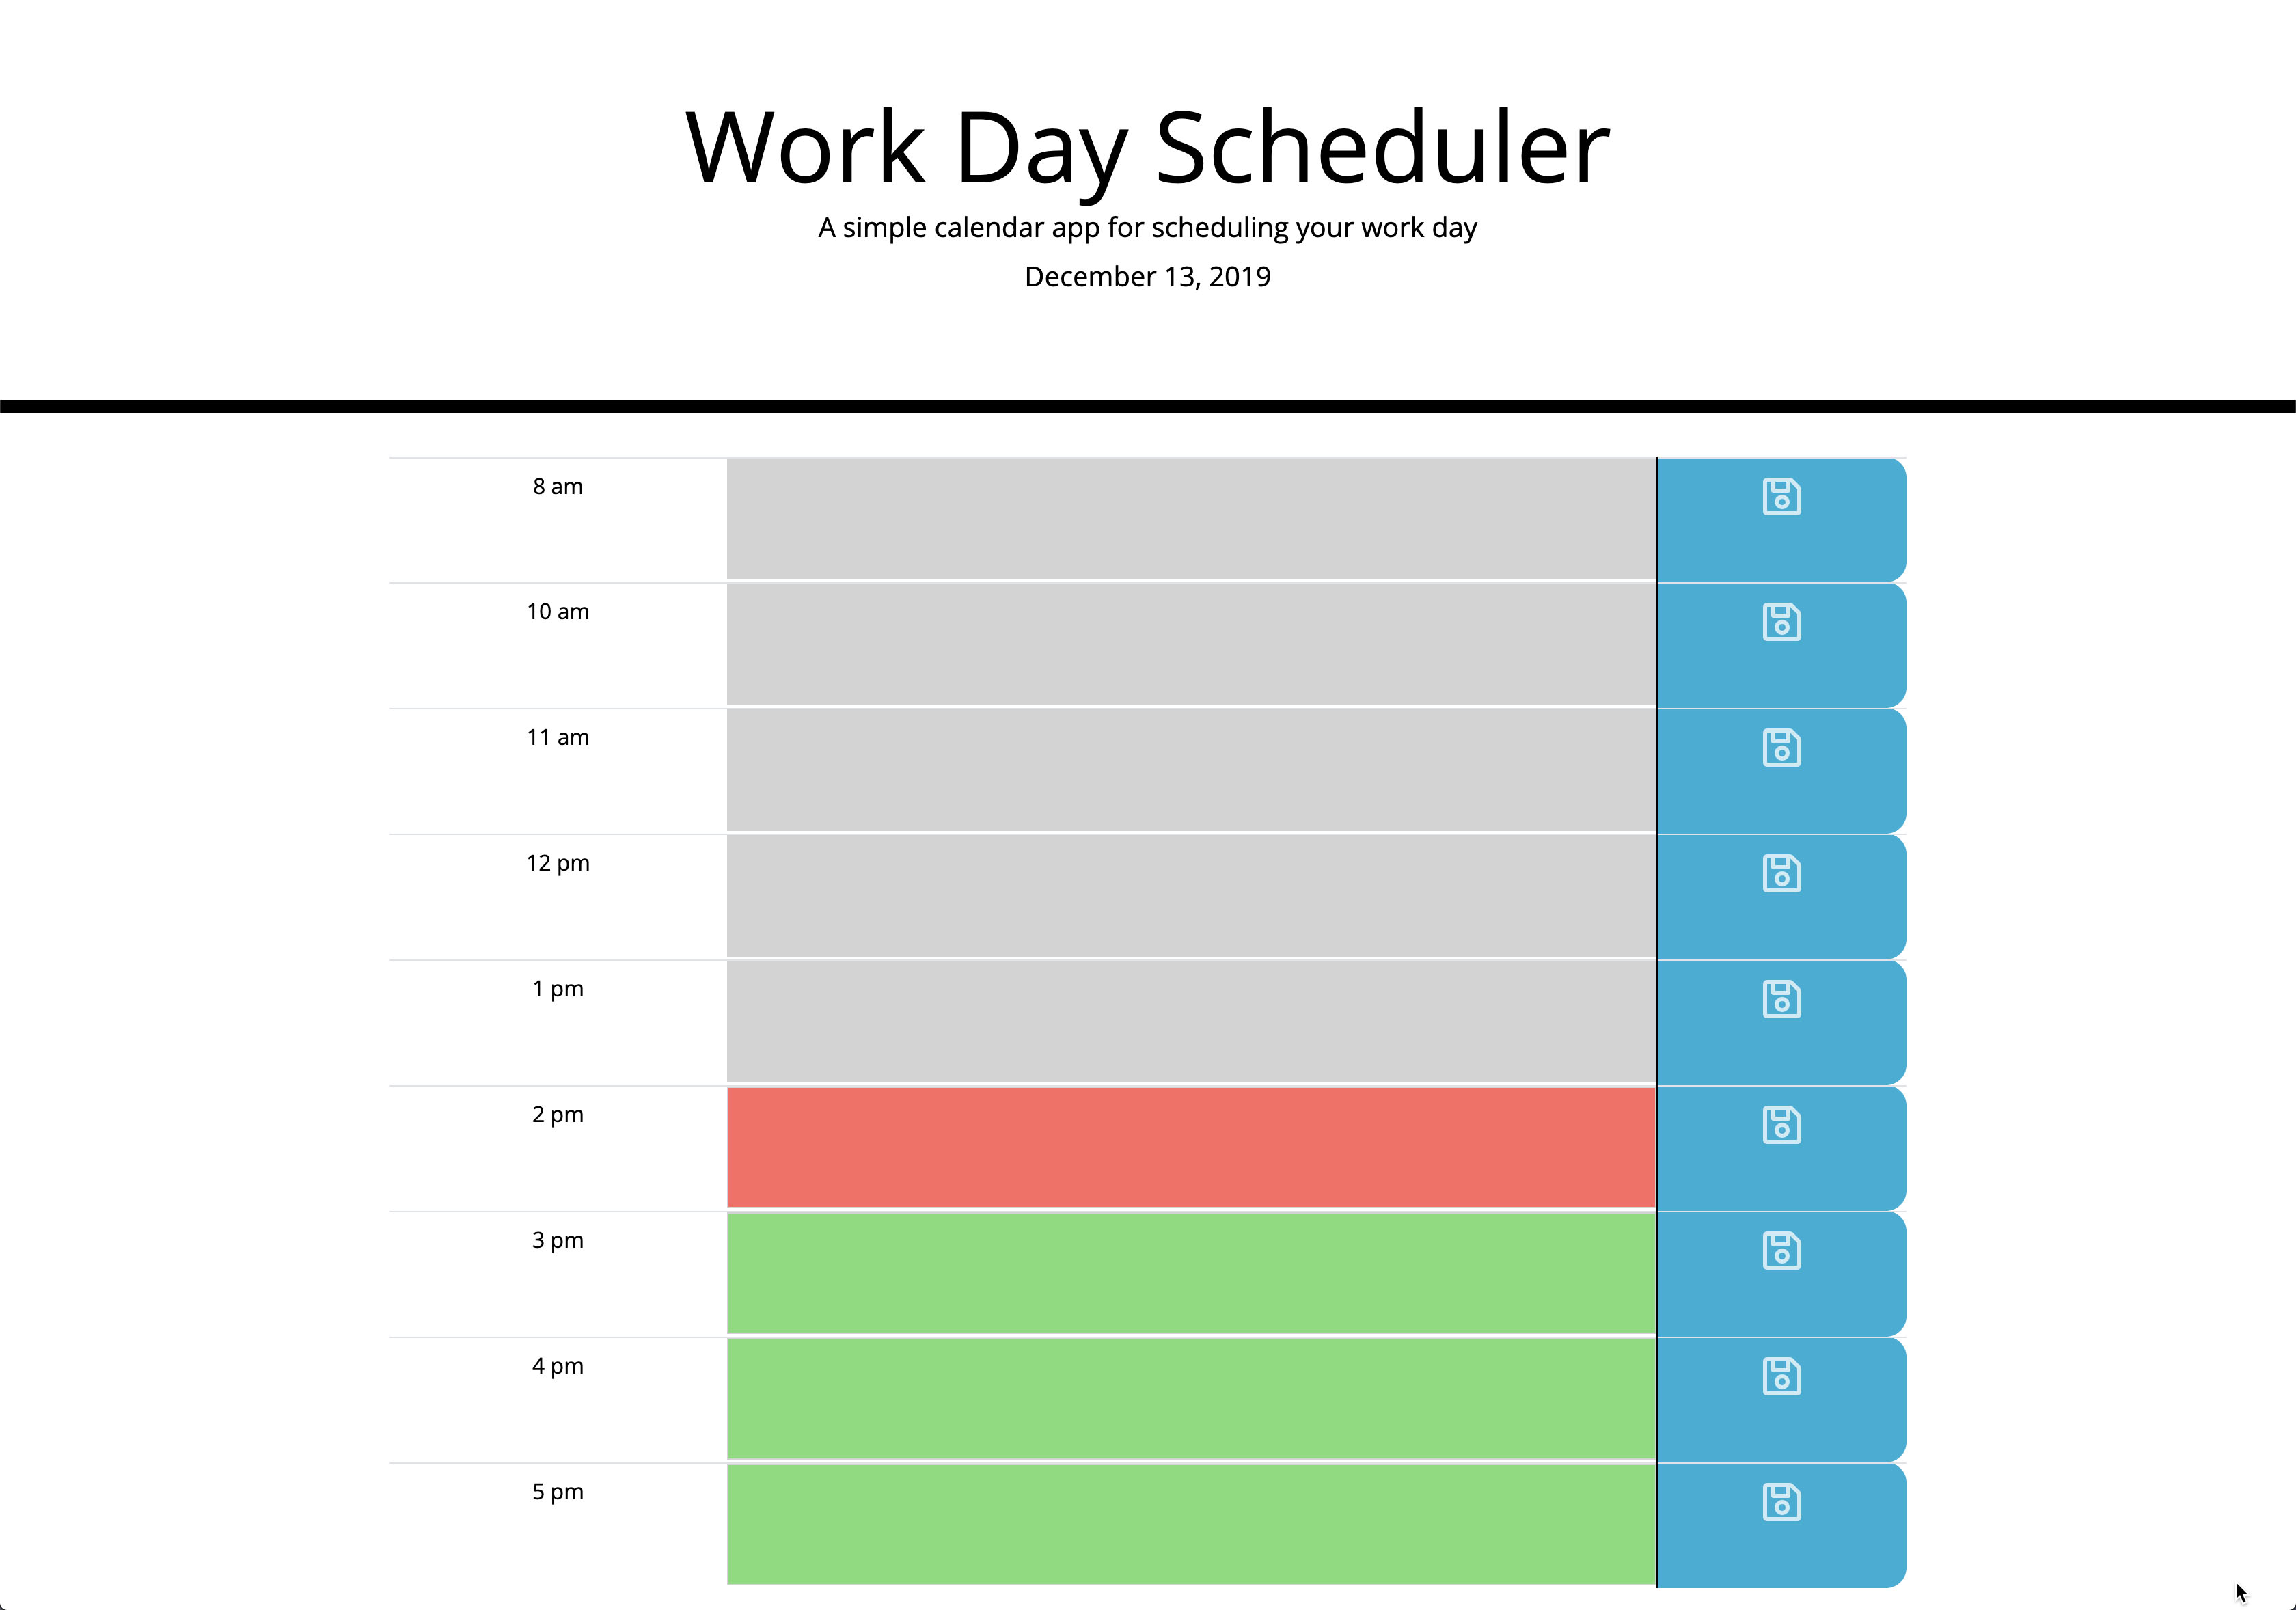 Work Day Scheduler
A simple calendar app for scheduling your work day
December 13, 2019
8 am
10 am
11 am
12 pm
1 pm
2 pm
3 pm
4 pm
5 pm